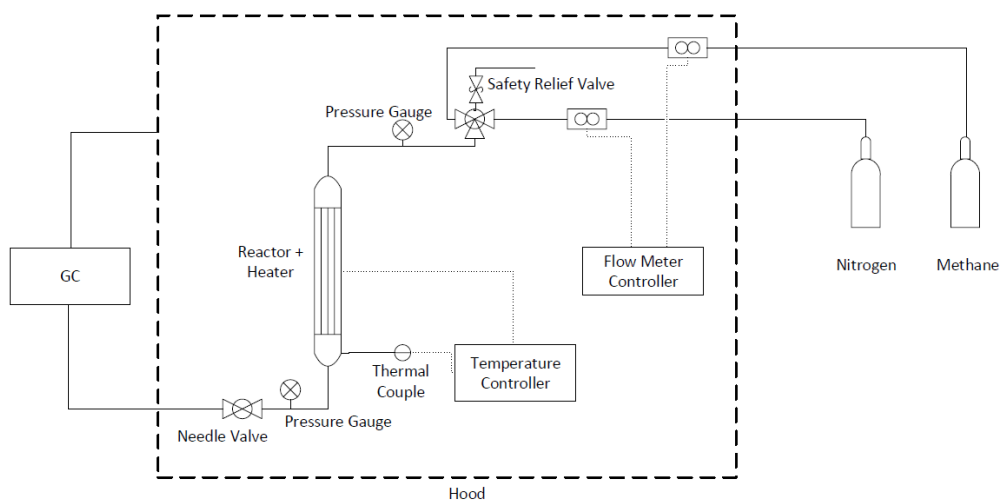 Safety Relief Valve
Pressure Gauge
Reactor +
Heater
GC
Flow Meter
Controller
Nitrogen
Methane
Thermal
Couple
Temperature
Controller
Pressure Gauge
Needle Valve
Hood